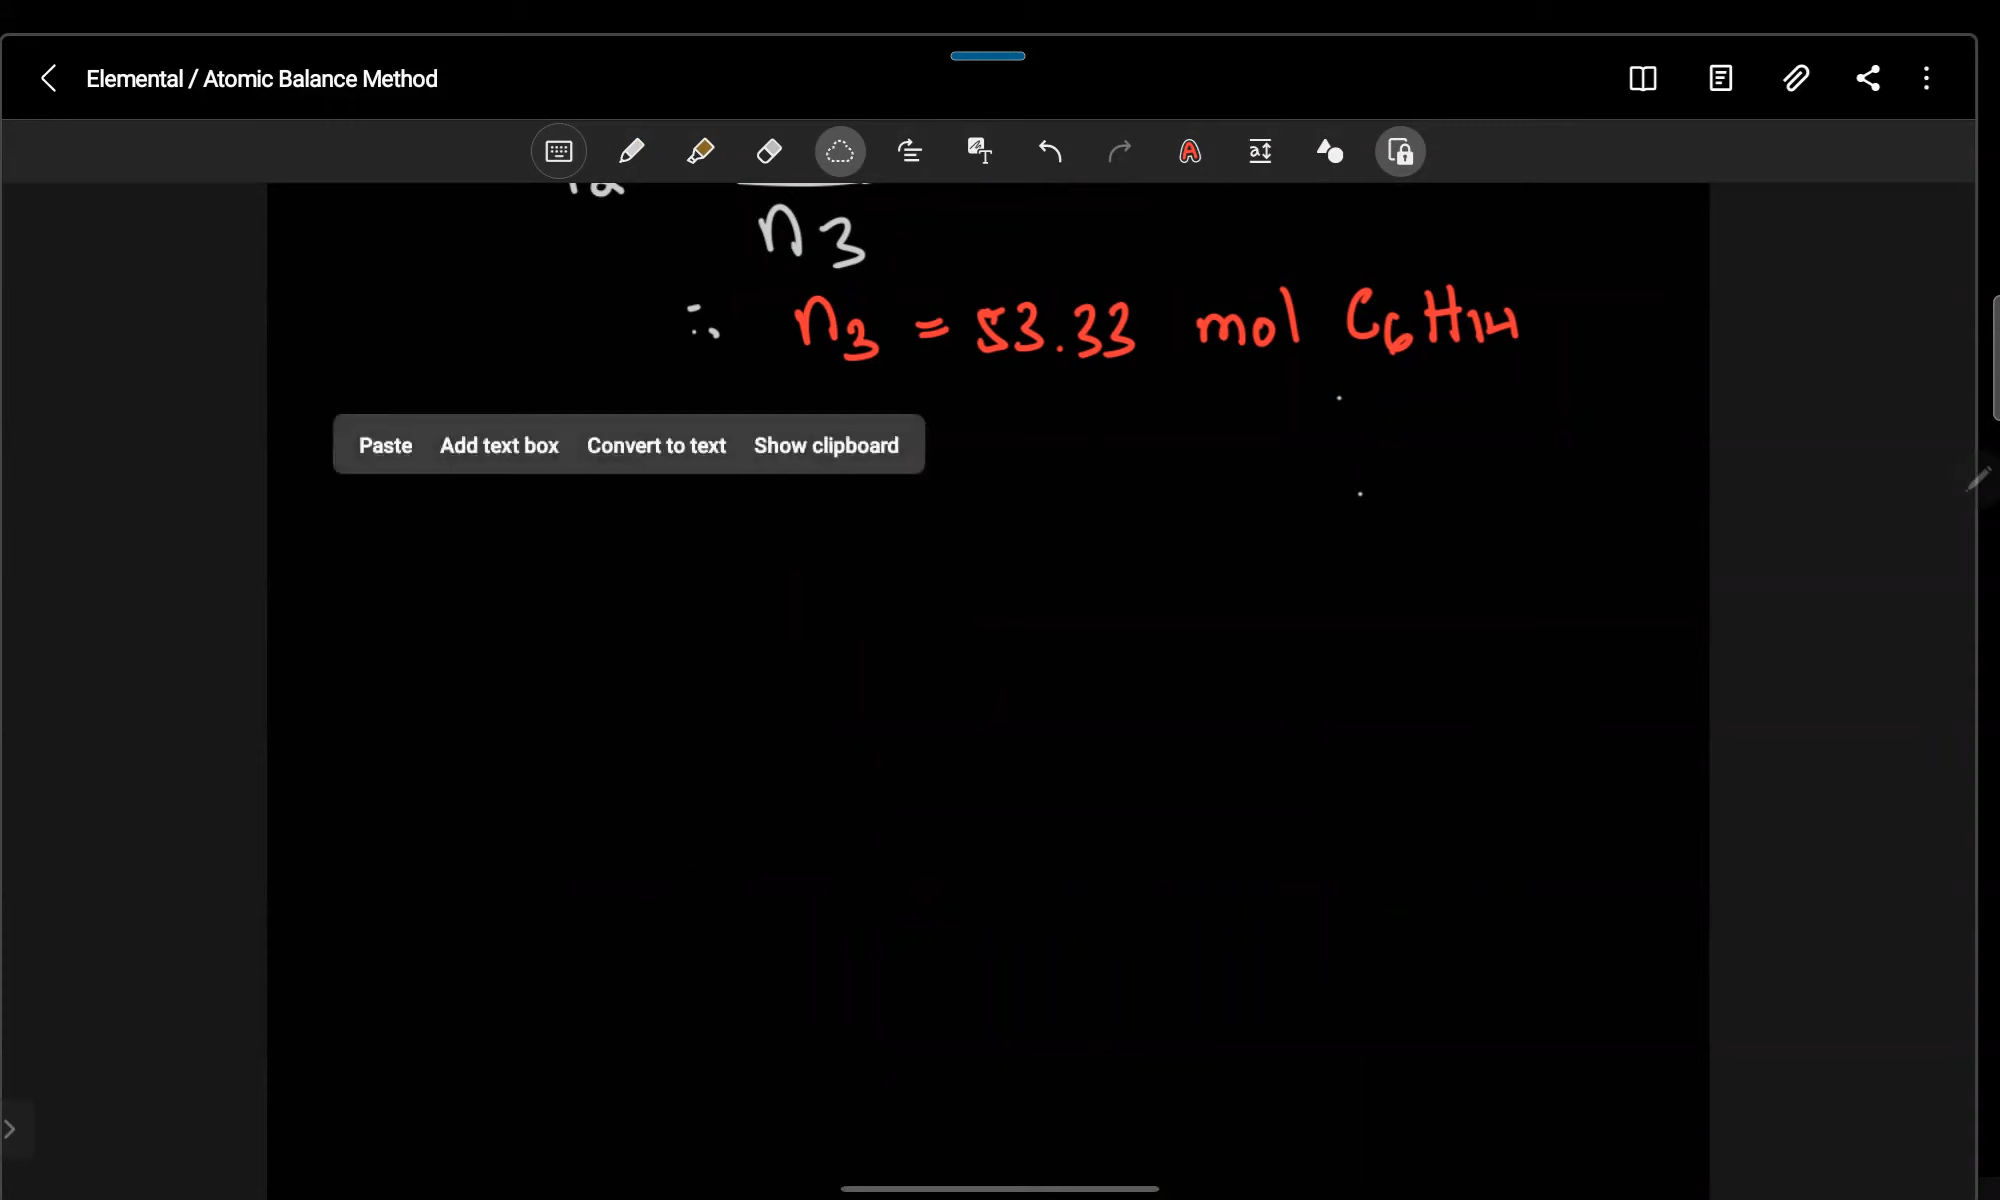 Elemental / Atomic Balance Method
n3
∴ n3 = 53.33 mol C6H14
Paste Add text box Convert to text Show clipboard